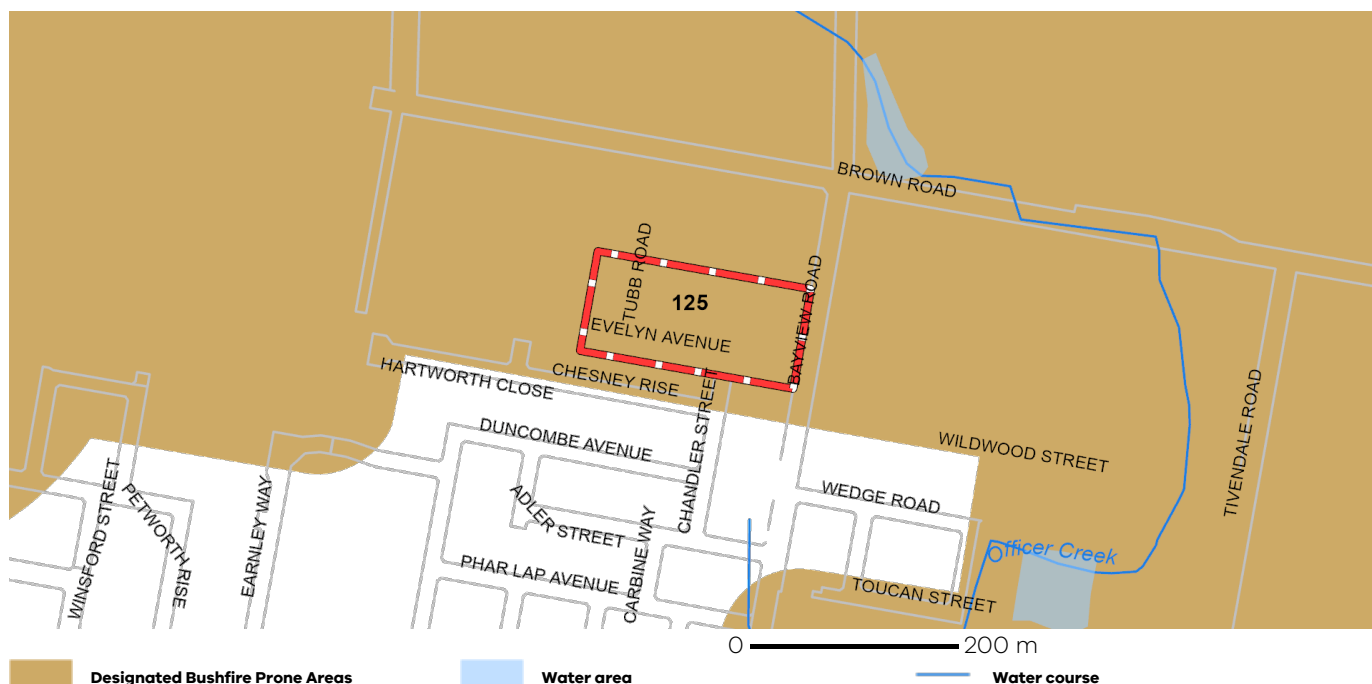 BROWN ROAD
TUBB ROAD
125
BAYVIEW ROAD
EVELYN AVENUE
HARTWORTH CLOSE
CHESNEY RISE
CHANDLER STREET
TIVENDALE ROAD
DUNCOMBE AVENUE
WILDWOOD STREET
WINSFORD STREET
PETWORTH RISE
EARNLEY WAY
ADLER STREET
CARBINE WAY
WEDGE ROAD
Officer Creek
PHAR LAP AVENUE
TOUCAN STREET
0 200 m
Designated Bushfire Prone Areas
Water area
Water course